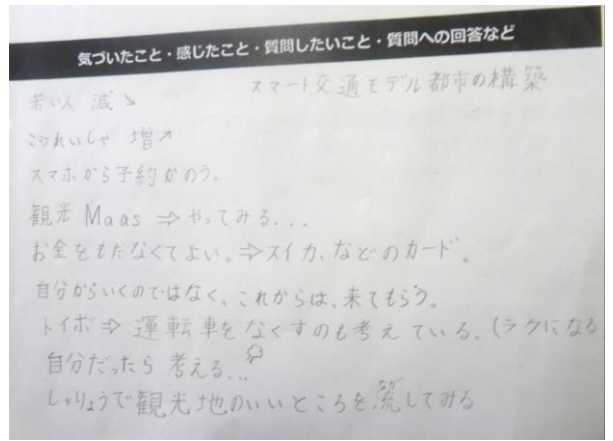 気づいたこと・感じたこと・質問したいこと・質問への回答など
スマート交通モデル都市の構築
若い人 減↘
こうれいしゃ 増↗
スマホから予約かのう。
観光 Maas ⇒ やってみる...
お金をもたなくてよい。⇒スイカ、などのカード。
自分からいくのではなく、これからは、来てもらう。
トイボ⇒ 運転車をなくすのも考えている。(ラクになる
自分だったら 考える...
しゃりょうで観光地のいいところを流してみる